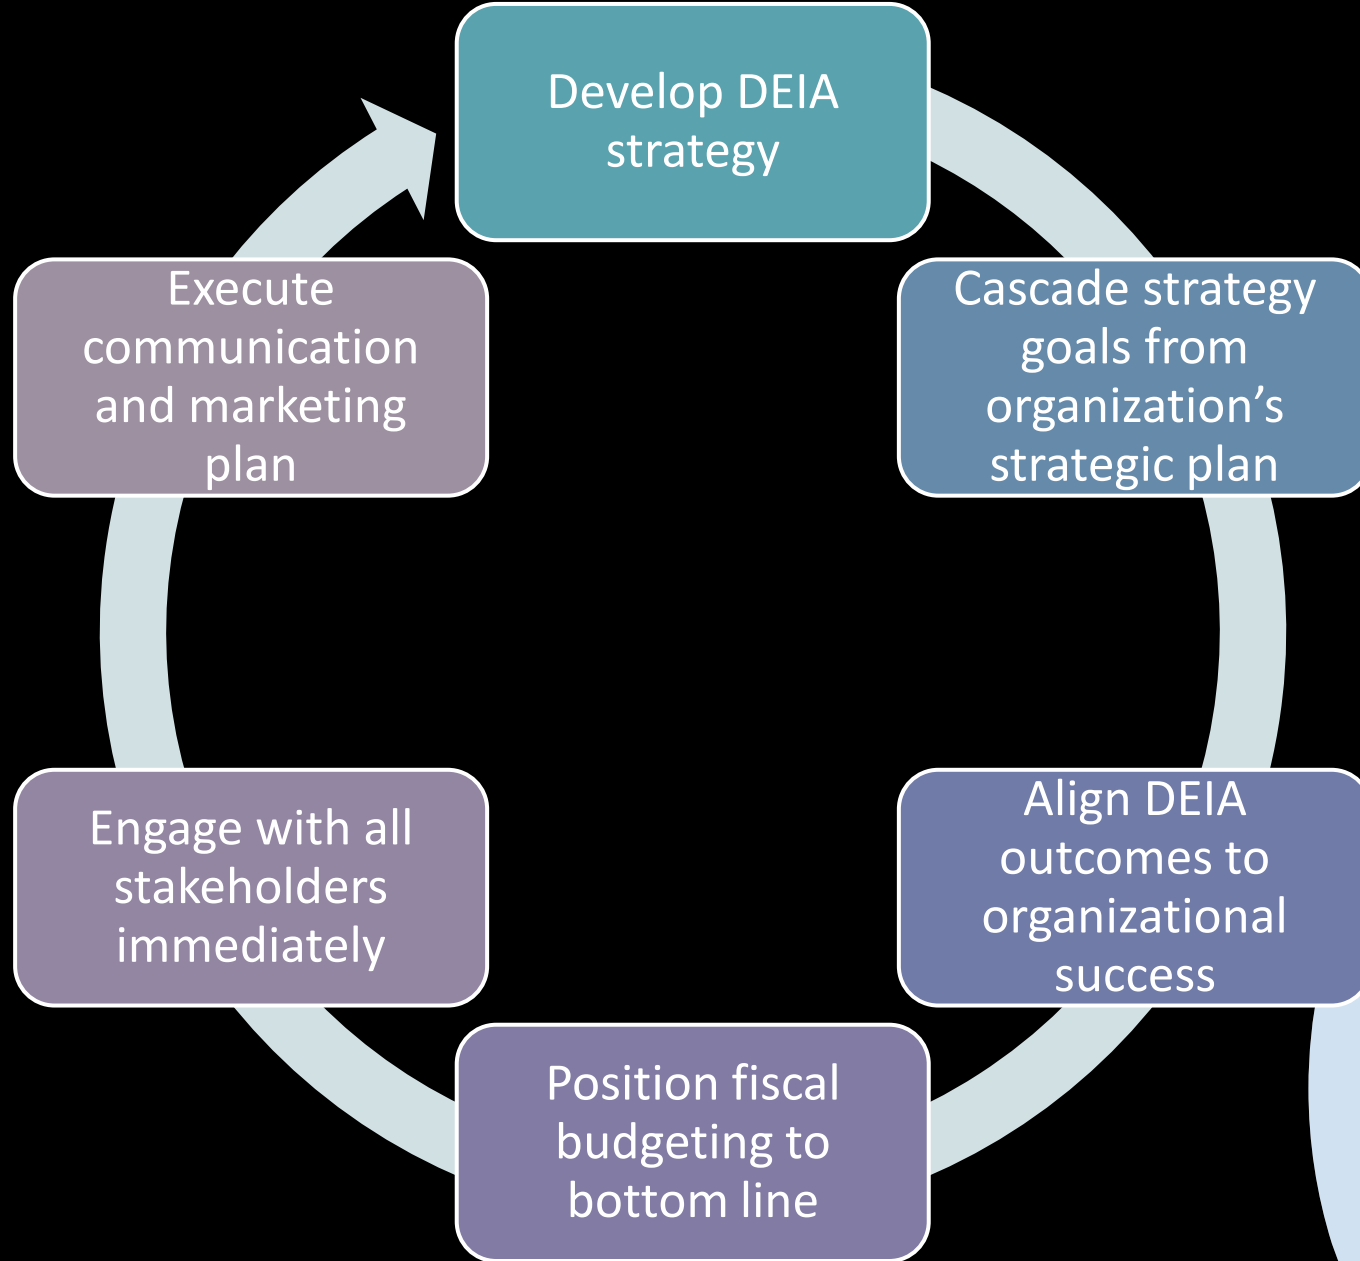 Develop DEIA
strategy
Cascade strategy
goals from
organization’s
strategic plan
Align DEIA
outcomes to
organizational
success
Position fiscal
budgeting to
bottom line
Engage with all
stakeholders
immediately
Execute
communication
and marketing
plan